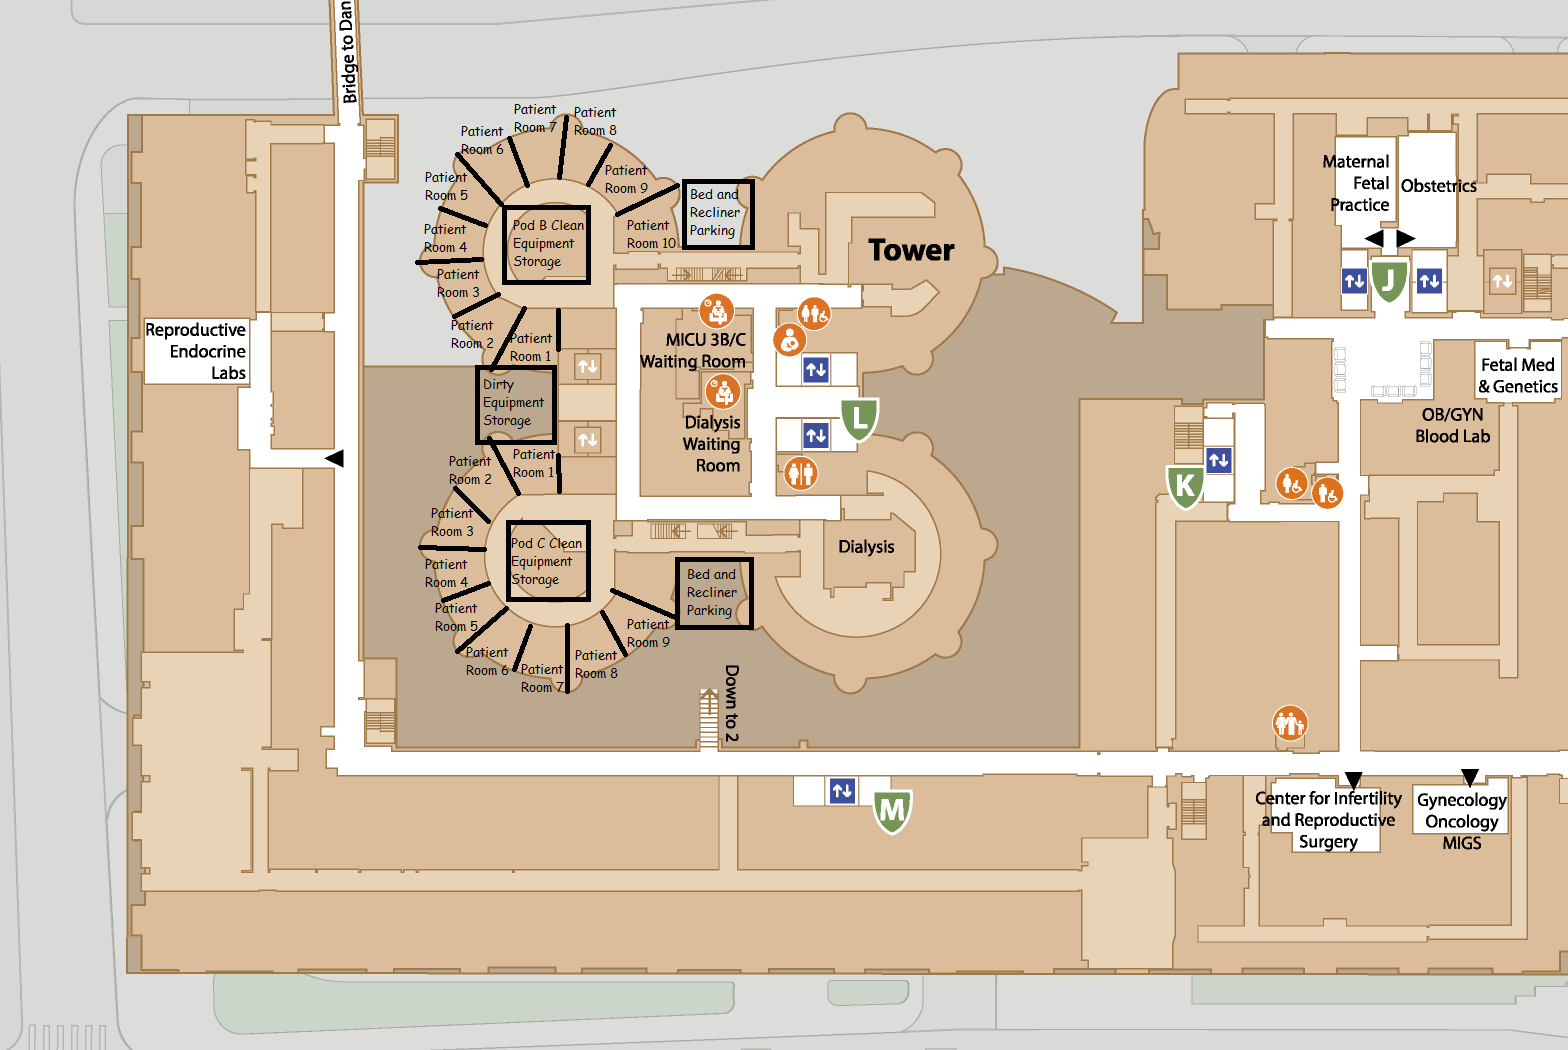 Bridge to Dan
Patient
Room 7
Patient
Room 8
Patient
Room 6
Patient
Room 5
Patient
Room 9
Bed and
Recliner
Parking
Patient
Room 4
Pod B Clean
Equipment
Storage
Patient
Room 10
Tower
Patient
Room 3
Patient
Room 2
Patient
Room 1
MICU 3B/C
Waiting Room
Reproductive
Endocrine
Labs
Dirty
Equipment
Storage
Dialysis
Waiting
Room
L
Patient
Room 2
Patient
Room 1
Patient
Room 3
Pod C Clean
Equipment
Storage
Dialysis
Patient
Room 4
Bed and
Recliner
Parking
Patient
Room 5
Patient
Room 6
Patient
Room 7
Patient
Room 8
Patient
Room 9
Down to 2
M
Maternal
Fetal
Practice
Obstetrics
J
Fetal Med
& Genetics
OB/GYN
Blood Lab
K
Center for Infertility
and Reproductive
Surgery
Gynecology
Oncology
MIGS